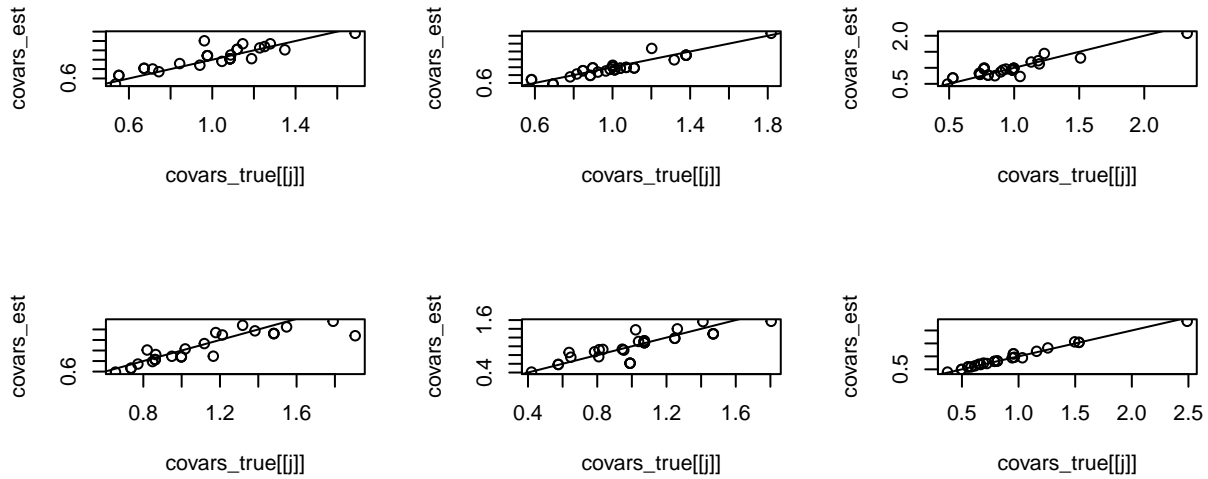 covars_est
0.6
0.6 1.0 1.4
covars_true[[j]]
covars_est
0.6
0.6 1.0 1.4 1.8
covars_true[[j]]
covars_est
0.5 2.0
0.5 1.0 1.5 2.0
covars_true[[j]]
covars_est
0.6
0.8 1.2 1.6
covars_true[[j]]
covars_est
0.4 1.6
0.4 0.8 1.2 1.6
covars_true[[j]]
covars_est
0.5
0.5 1.0 1.5 2.0 2.5
covars_true[[j]]